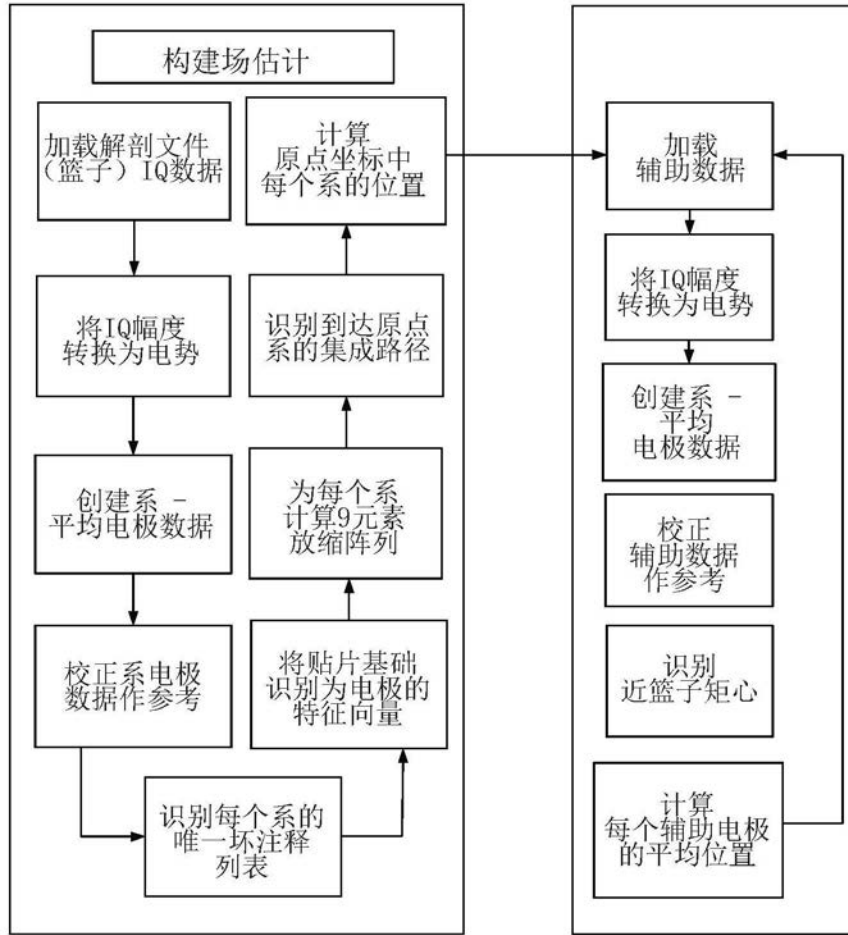 构建场估计
加载解剖文件
（篮子）IQ数据
将IQ幅度
转换为电势
创建系 -
平均电极数据
校正系电极
数据作参考
识别每个系的
唯一坏注释
列表
将贴片基础
识别为电极的
特征向量
为每个系
计算9元素
放缩阵列
识别到达原点
系的集成路径
计算
原点坐标中
每个系的位置
加载
辅助数据
将IQ幅度
转换为电势
创建系 -
平均
电极数据
校正
辅助数据
作参考
识别
近篮子矩心
计算
每个辅助电极
的平均位置